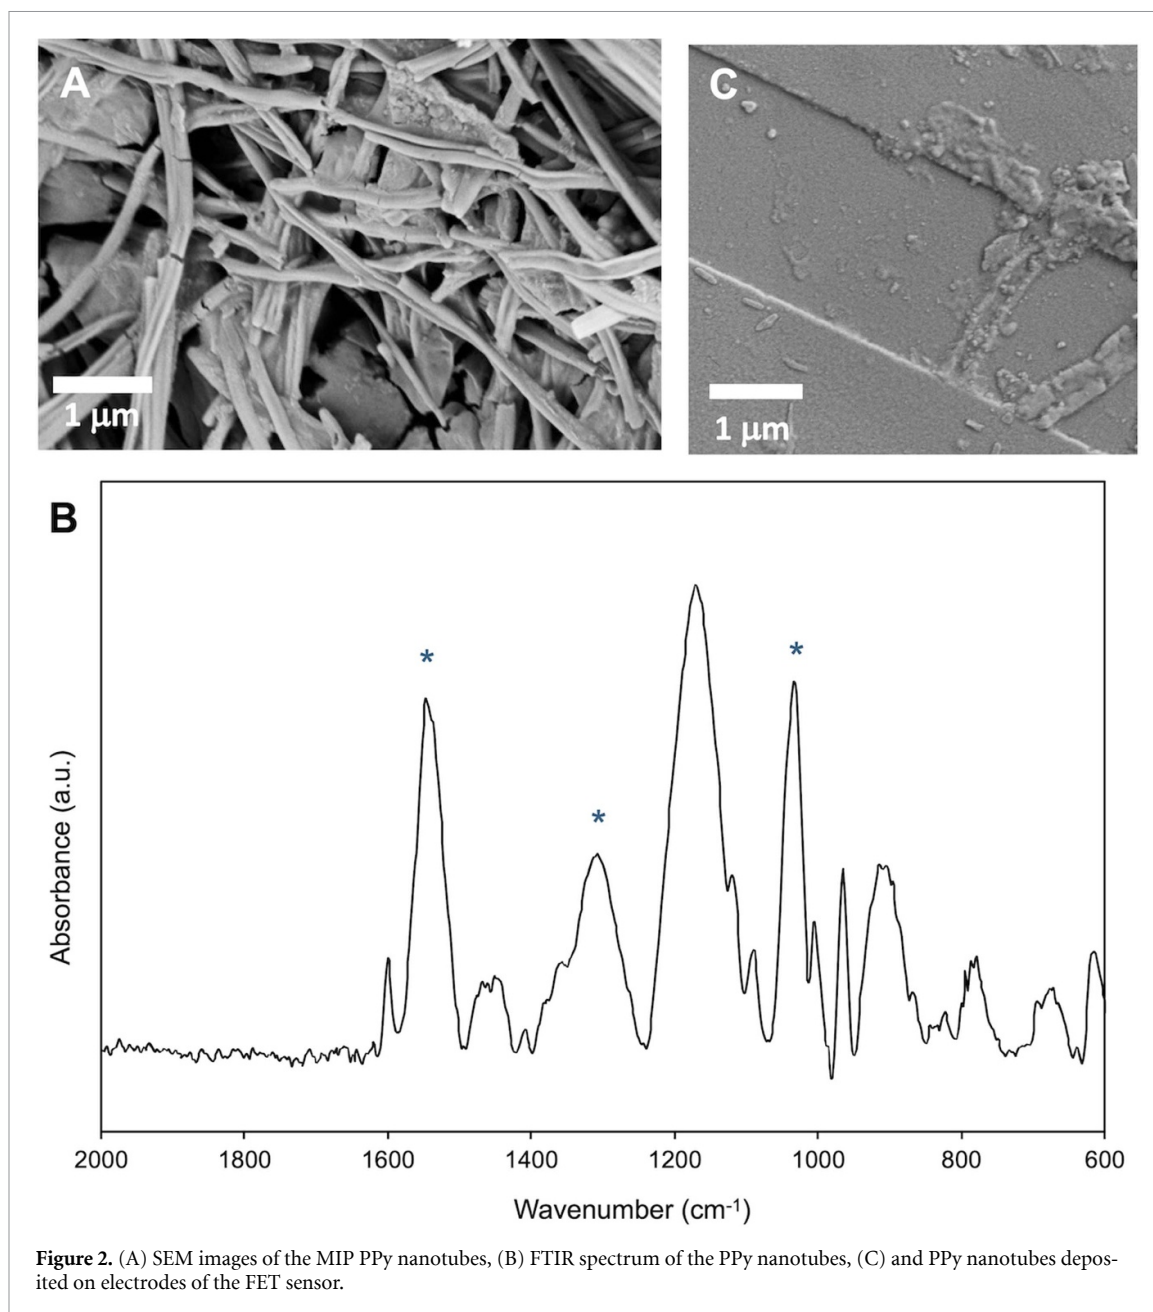 A
1 μm
C
1 μm
B
*
*
*
Absorbance (a.u.)
2000 1800 1600 1400 1200 1000 800 600
Wavenumber (cm-1)
Figure 2. (A) SEM images of the MIP PPy nanotubes, (B) FTIR spectrum of the PPy nanotubes, (C) and PPy nanotubes depos-
ited on electrodes of the FET sensor.